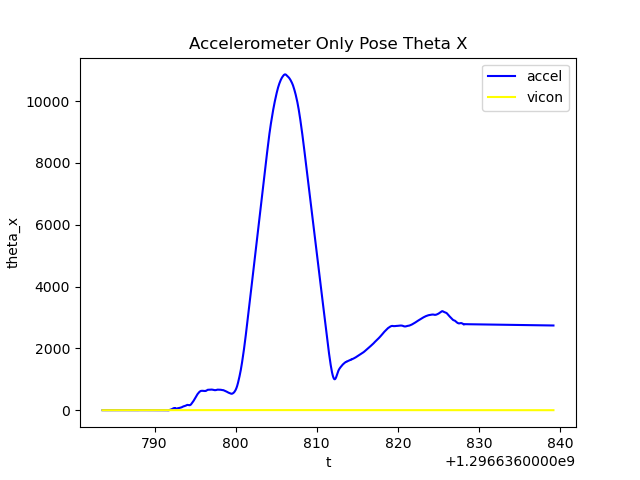 Accelerometer Only Pose Theta X
accel
vicon
theta_x
10000
8000
6000
4000
2000
0
790
800
810
820
830
840
t
+1.2966360000e9